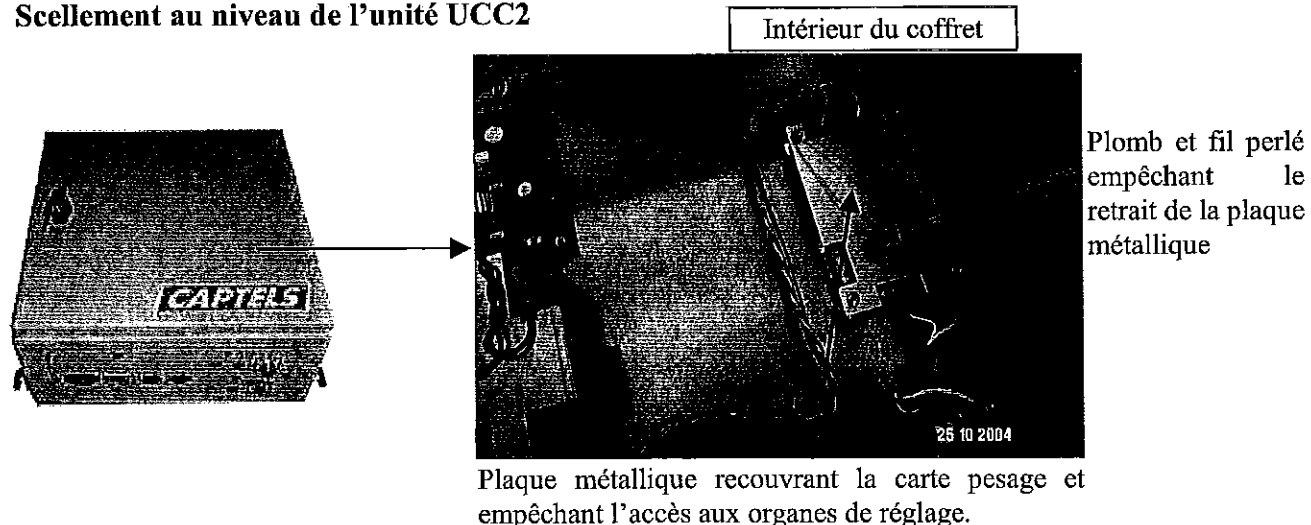 Scellement au niveau de l'unité UCC2
Intérieur du coffret
CAPTELS
Plomb et fil perlé
empêchant le
retrait de la plaque
métallique
25 10 2004
Plaque métallique recouvrant la carte pesage et
empêchant l'accès aux organes de réglage.